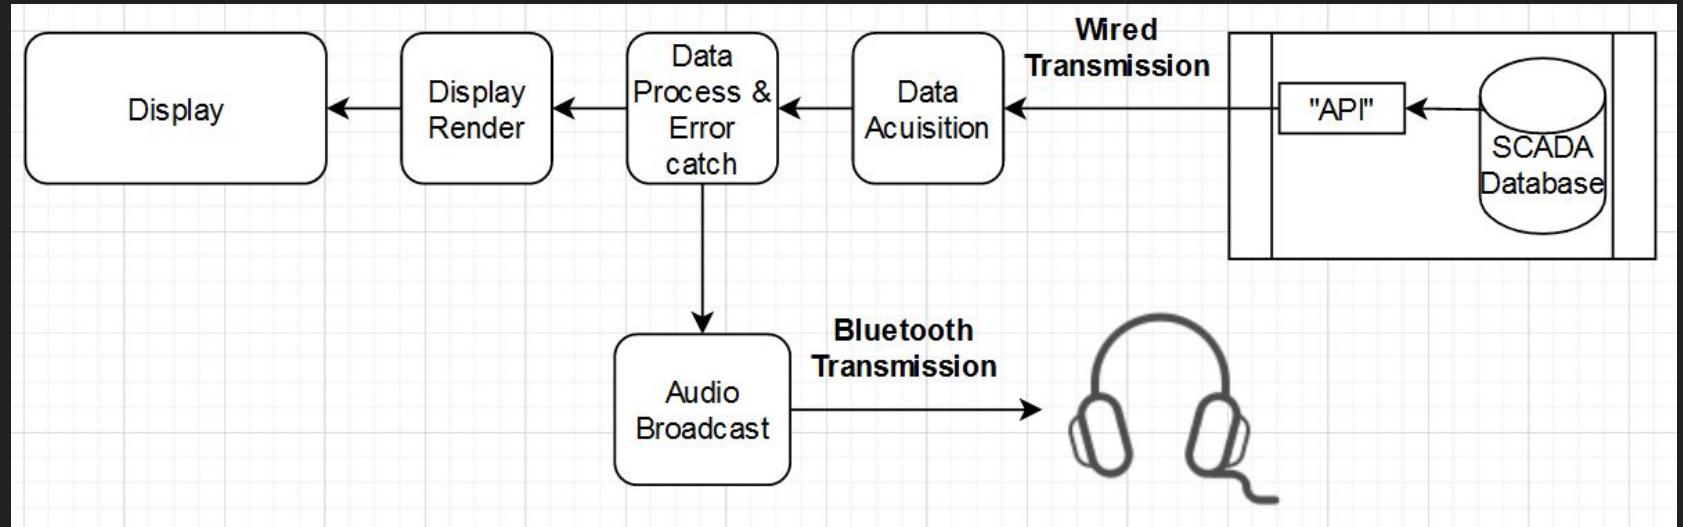 Display
Display
Render
Data
Process &
Error
catch
Data
Acuisition
Wired
Transmission
"API"
SCADA
Database
Audio
Broadcast
Bluetooth
Transmission